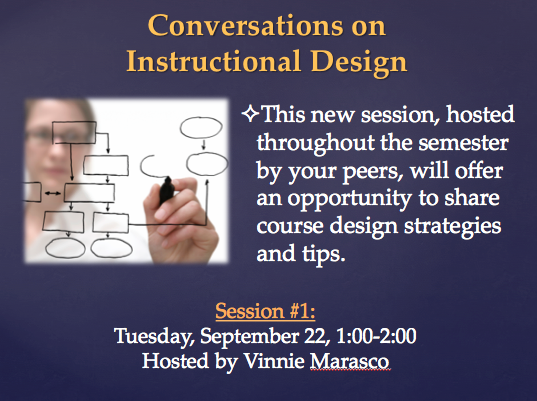 Conversations on
Instructional Design
✧This new session, hosted
throughout the semester
by your peers, will offer
an opportunity to share
course design strategies
and tips.
Session #1:
Tuesday, September 22, 1:00-2:00
Hosted by Vinnie Marasco